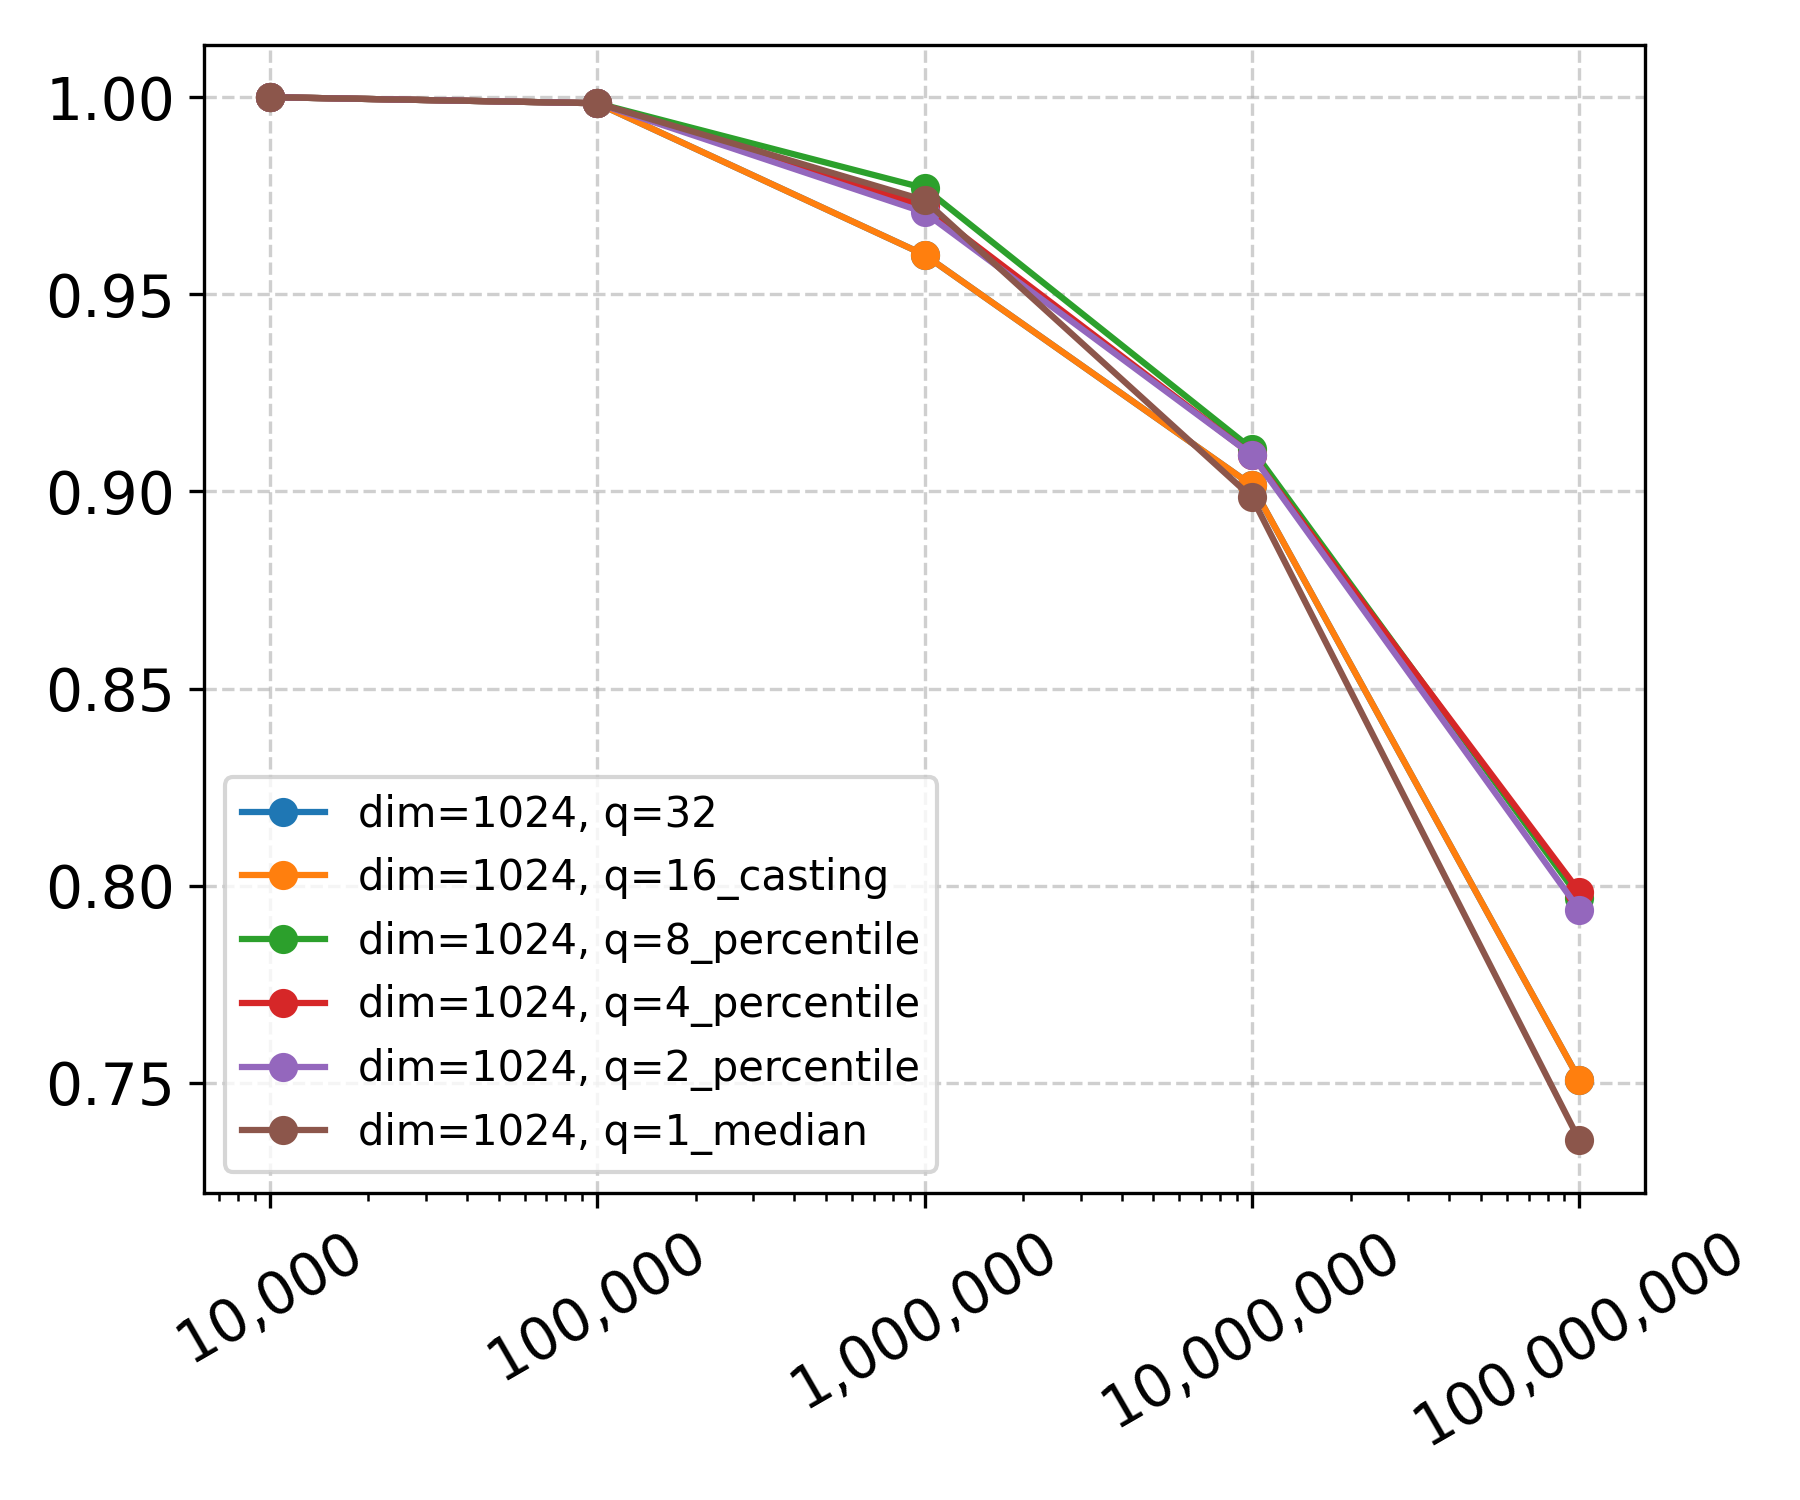 1.00
0.95
0.90
0.85
0.80
0.75
dim=1024, q=32
dim=1024, q=16_casting
dim=1024, q=8_percentile
dim=1024, q=4_percentile
dim=1024, q=2_percentile
dim=1024, q=1_median
10,000
100,000
1,000,000
10,000,000
100,000,000